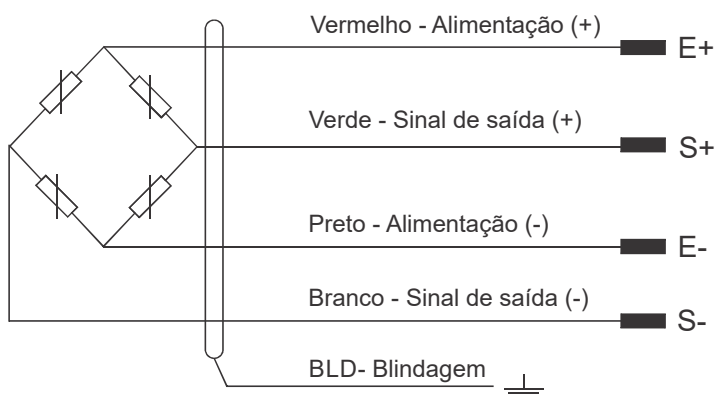 Vermelho - Alimentação (+)
E+
Verde - Sinal de saída (+)
S+
Preto - Alimentação (-)
E-
Branco - Sinal de saída (-)
S-
BLD- Blindagem